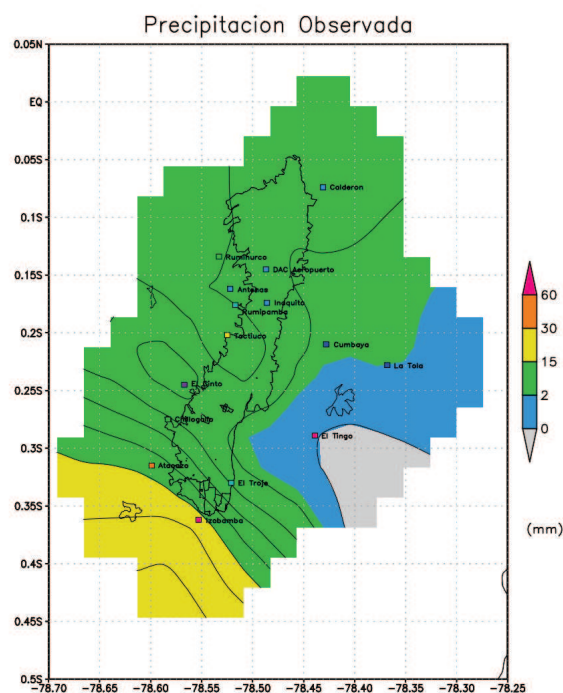 Precipitacion Observada
0.05N
EQ
0.05S
0.1S
0.15S
0.2S
0.25S
0.3S
0.35S
0.4S
0.45S
0.5S
Calderon
Rumihurco
DAC Aeropuerto
Antenas
Inaquito
Rumipamba
Toctiuco
Cumbaya
La Tola
El Cinto
Chillogallo
El Tingo
Atacazo
El Troje
Izobamba
60
30
15
2
0
(mm)
-78.70 -78.65 -78.60 -78.55 -78.50 -78.45 -78.40 -78.35 -78.30 -78.25